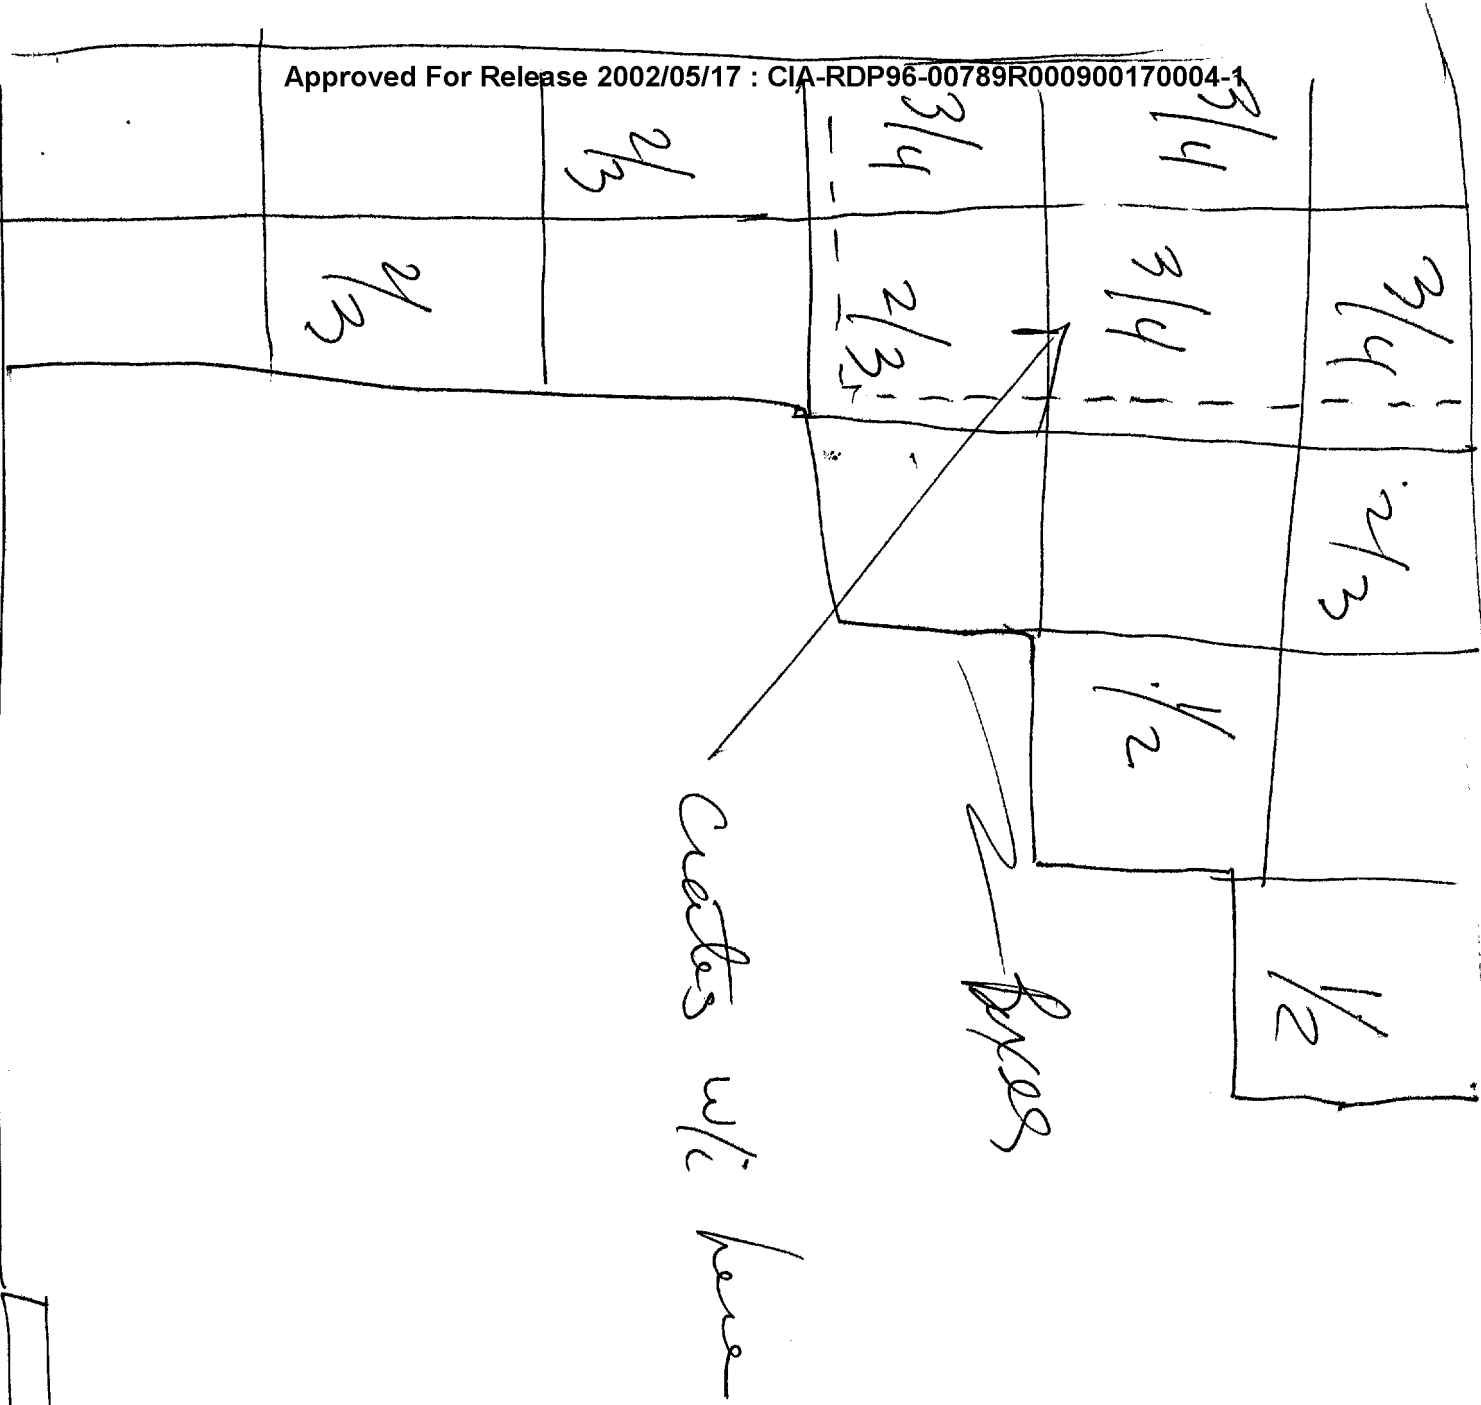 Approved For Release 2002/05/17 : CIA-RDP96-00789R000900170004-1
3/4 2/3 1/2
3/4 3/4 1/2
3/4 2/3 Boxes
2/3
Crates w/i here
2/3